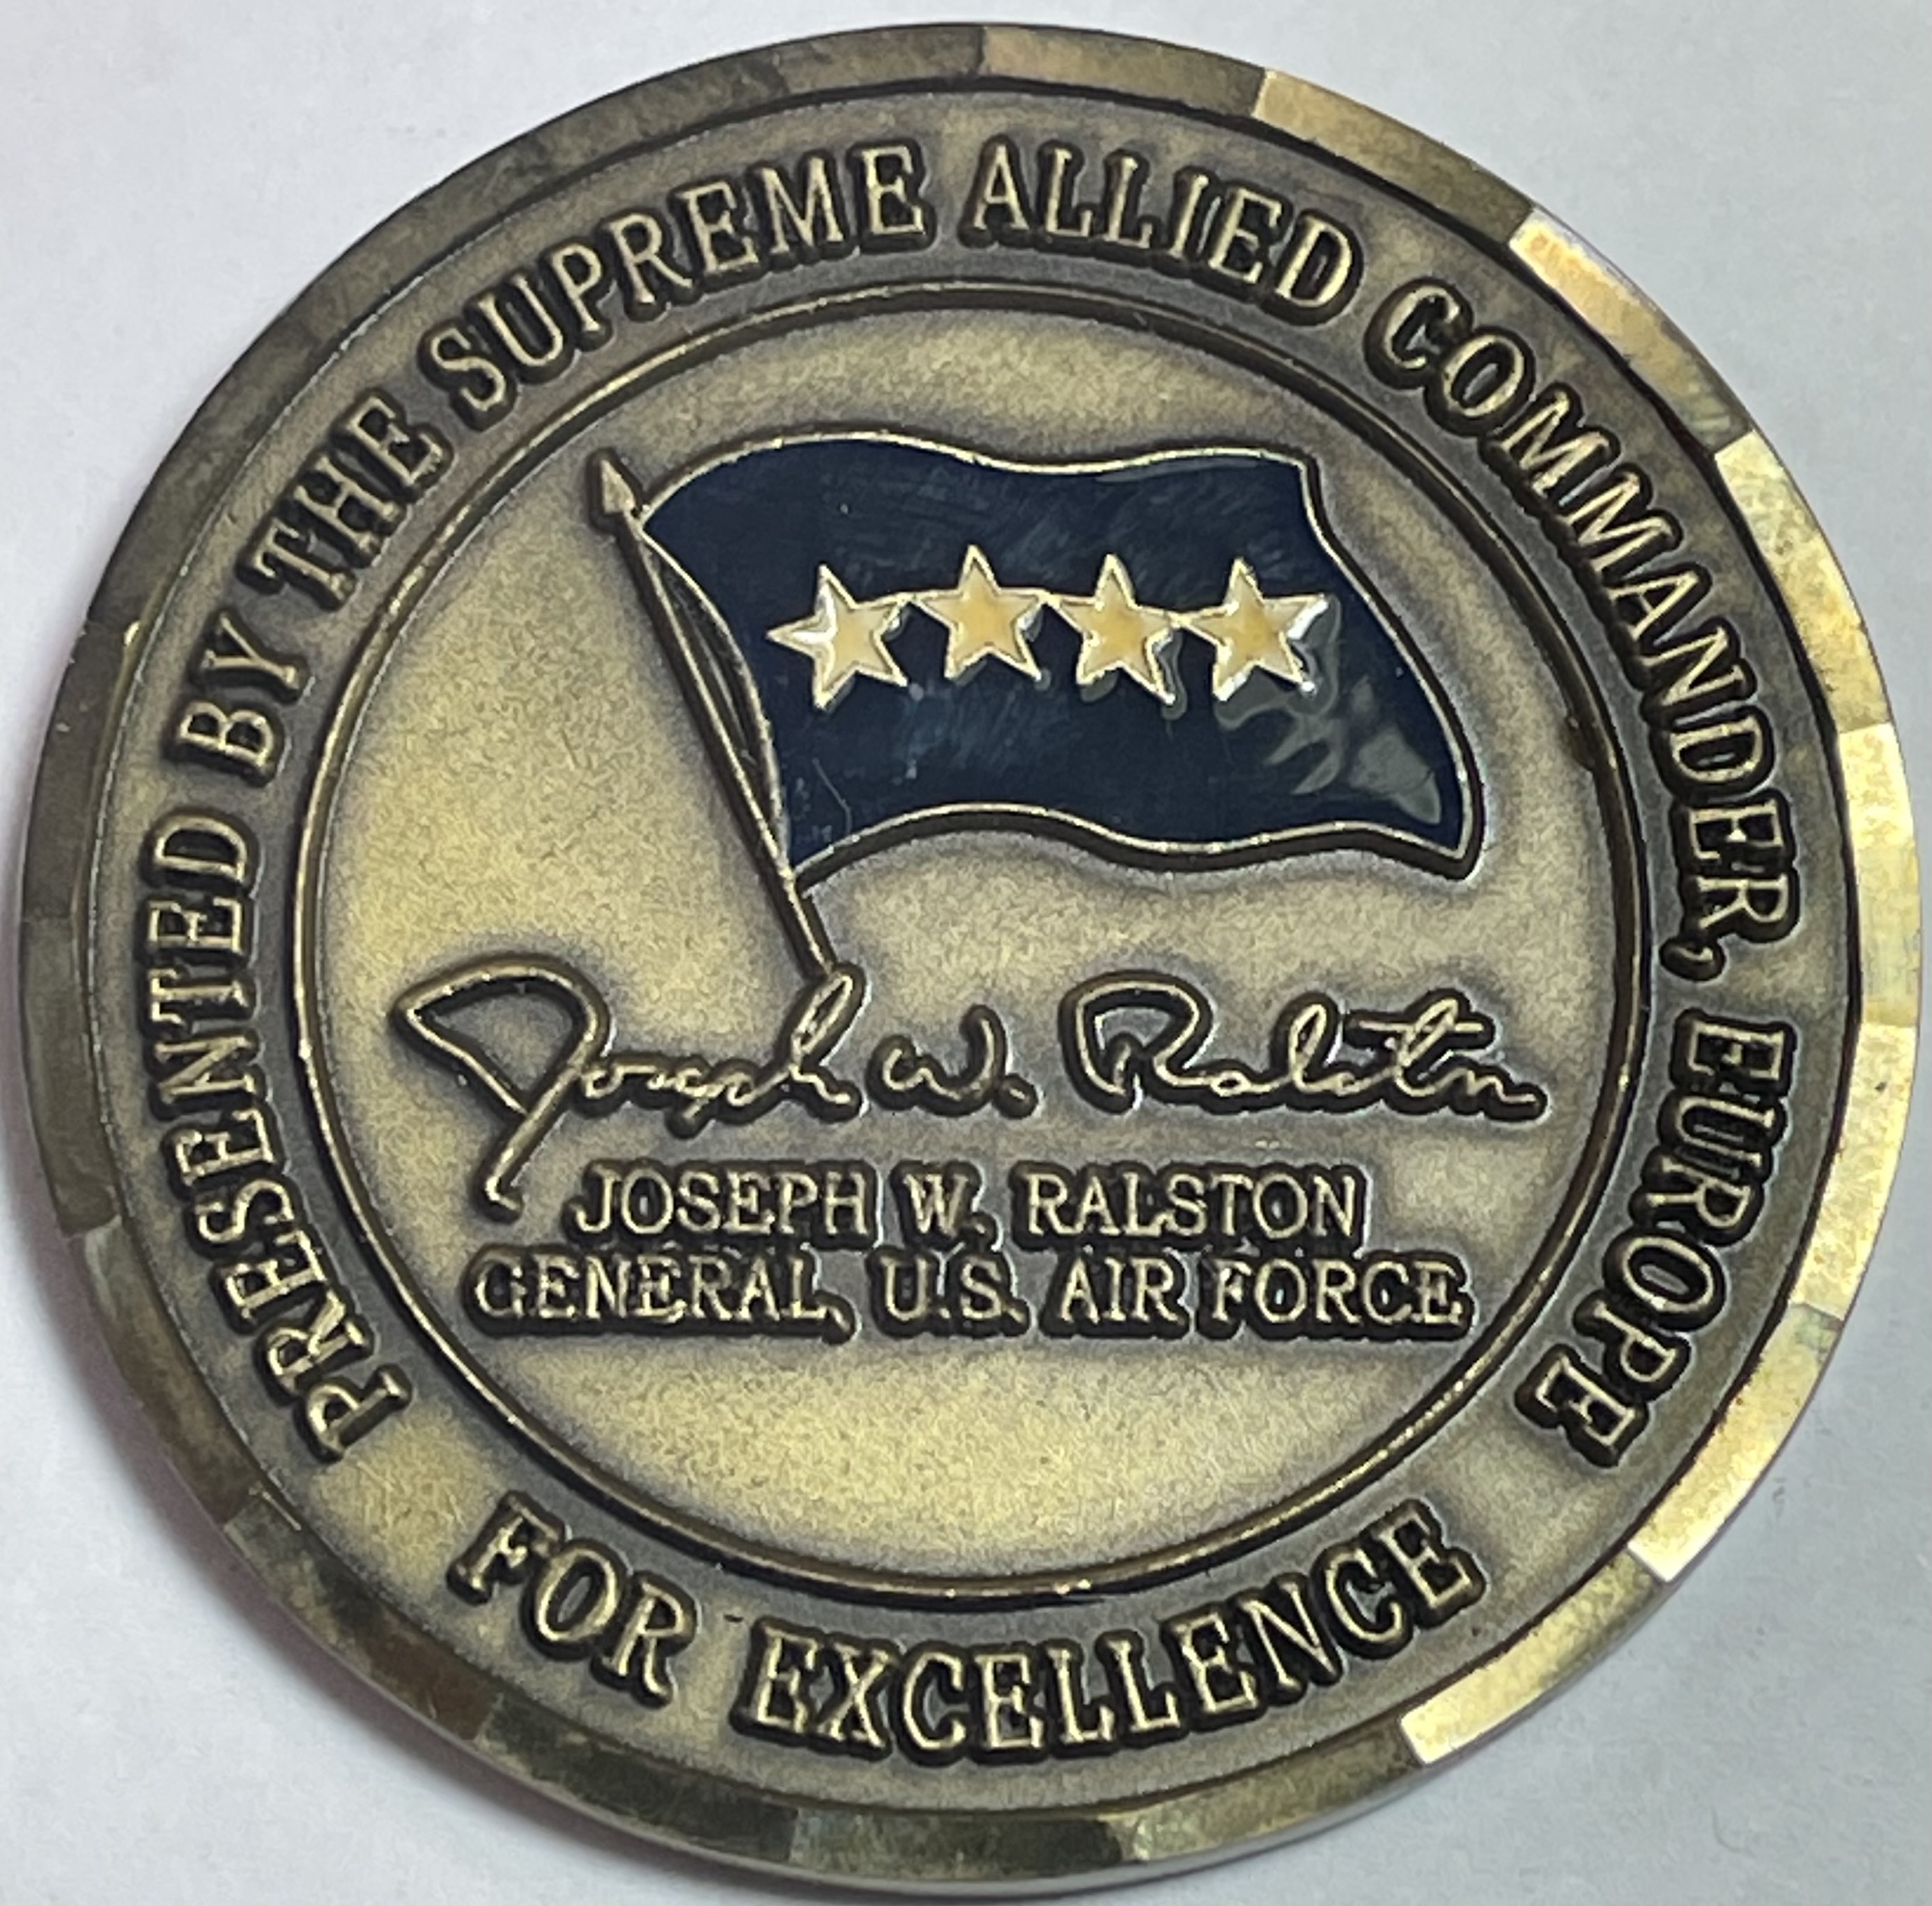 PRESENTED BY THE SUPREME ALLIED COMMANDER, EUROPE
Joseph W. Ralston
JOSEPH W. RALSTON
GENERAL, U.S. AIR FORCE
FOR EXCELLENCE